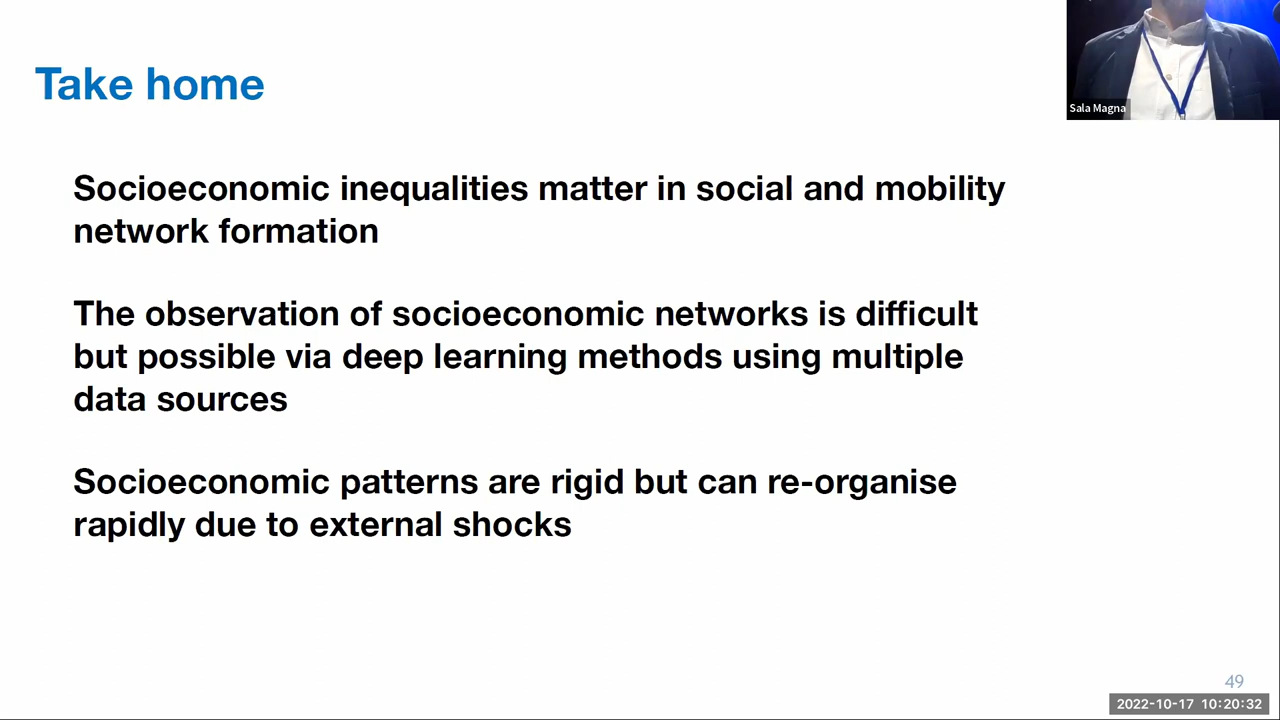 Take home
Sala Magna
Socioeconomic inequalities matter in social and mobility
network formation
The observation of socioeconomic networks is difficult
but possible via deep learning methods using multiple
data sources
Socioeconomic patterns are rigid but can re-organise
rapidly due to external shocks
49
2022-10-17 10:20:32